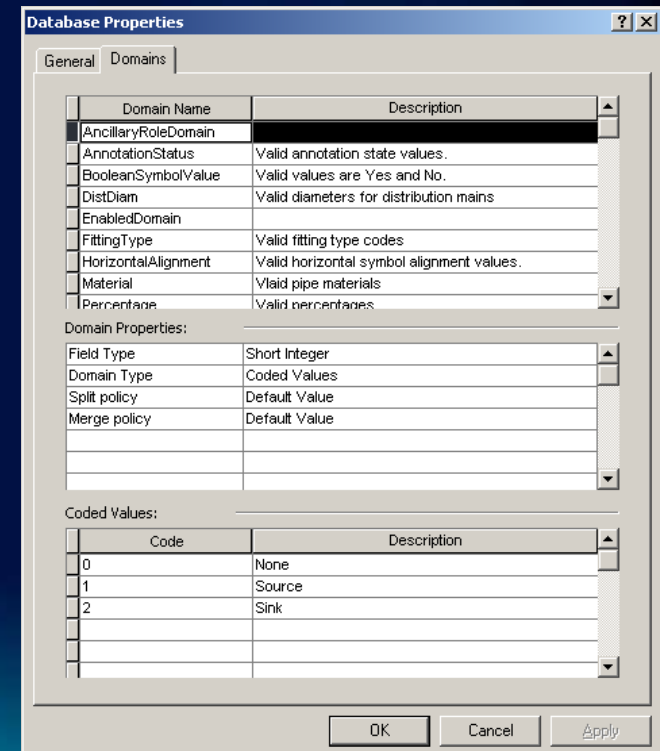 Database Properties
General Domains
Domain Name Description
AncillaryRoleDomain
AnnotationStatus Valid annotation state values.
BooleanSymbolValue Valid values are Yes and No.
DistDiam Valid diameters for distribution mains
EnabledDomain
FittingType Valid fitting type codes
HorizontalAlignment Valid horizontal symbol alignment values.
Material Vlaid pipe materials
Percentage Valid percentages
Domain Properties:
Field Type Short Integer
Domain Type Coded Values
Split policy Default Value
Merge policy Default Value
Coded Values:
Code Description
0 None
1 Source
2 Sink
OK Cancel Apply